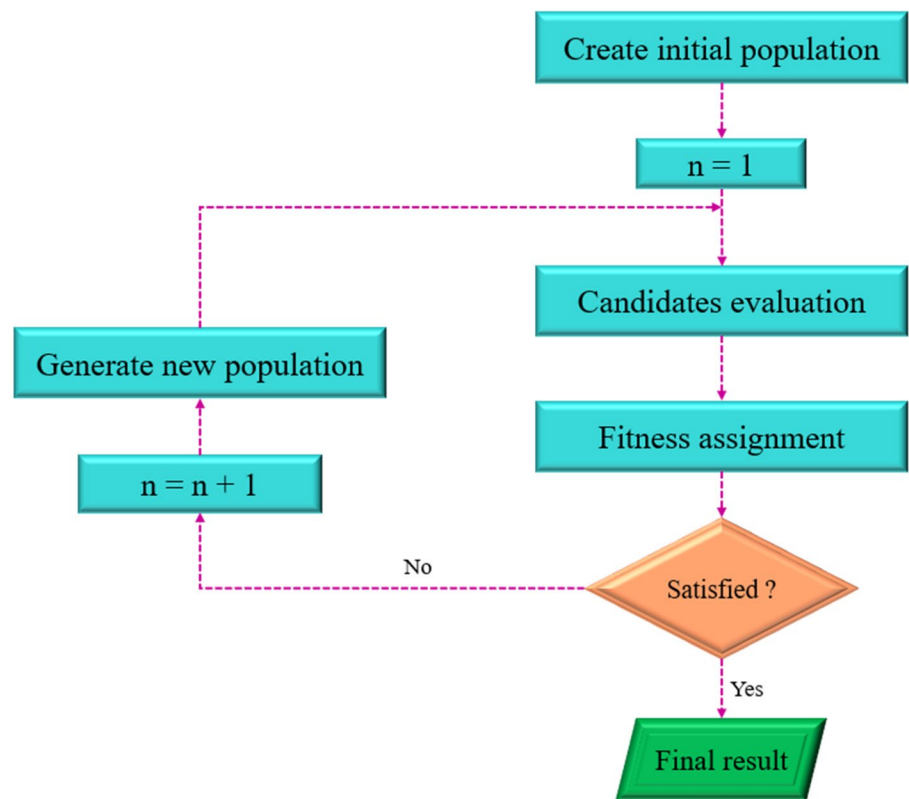 Create initial population
n = 1
Candidates evaluation
Generate new population
Fitness assignment
n = n + 1
No
Satisfied ?
Yes
Final result